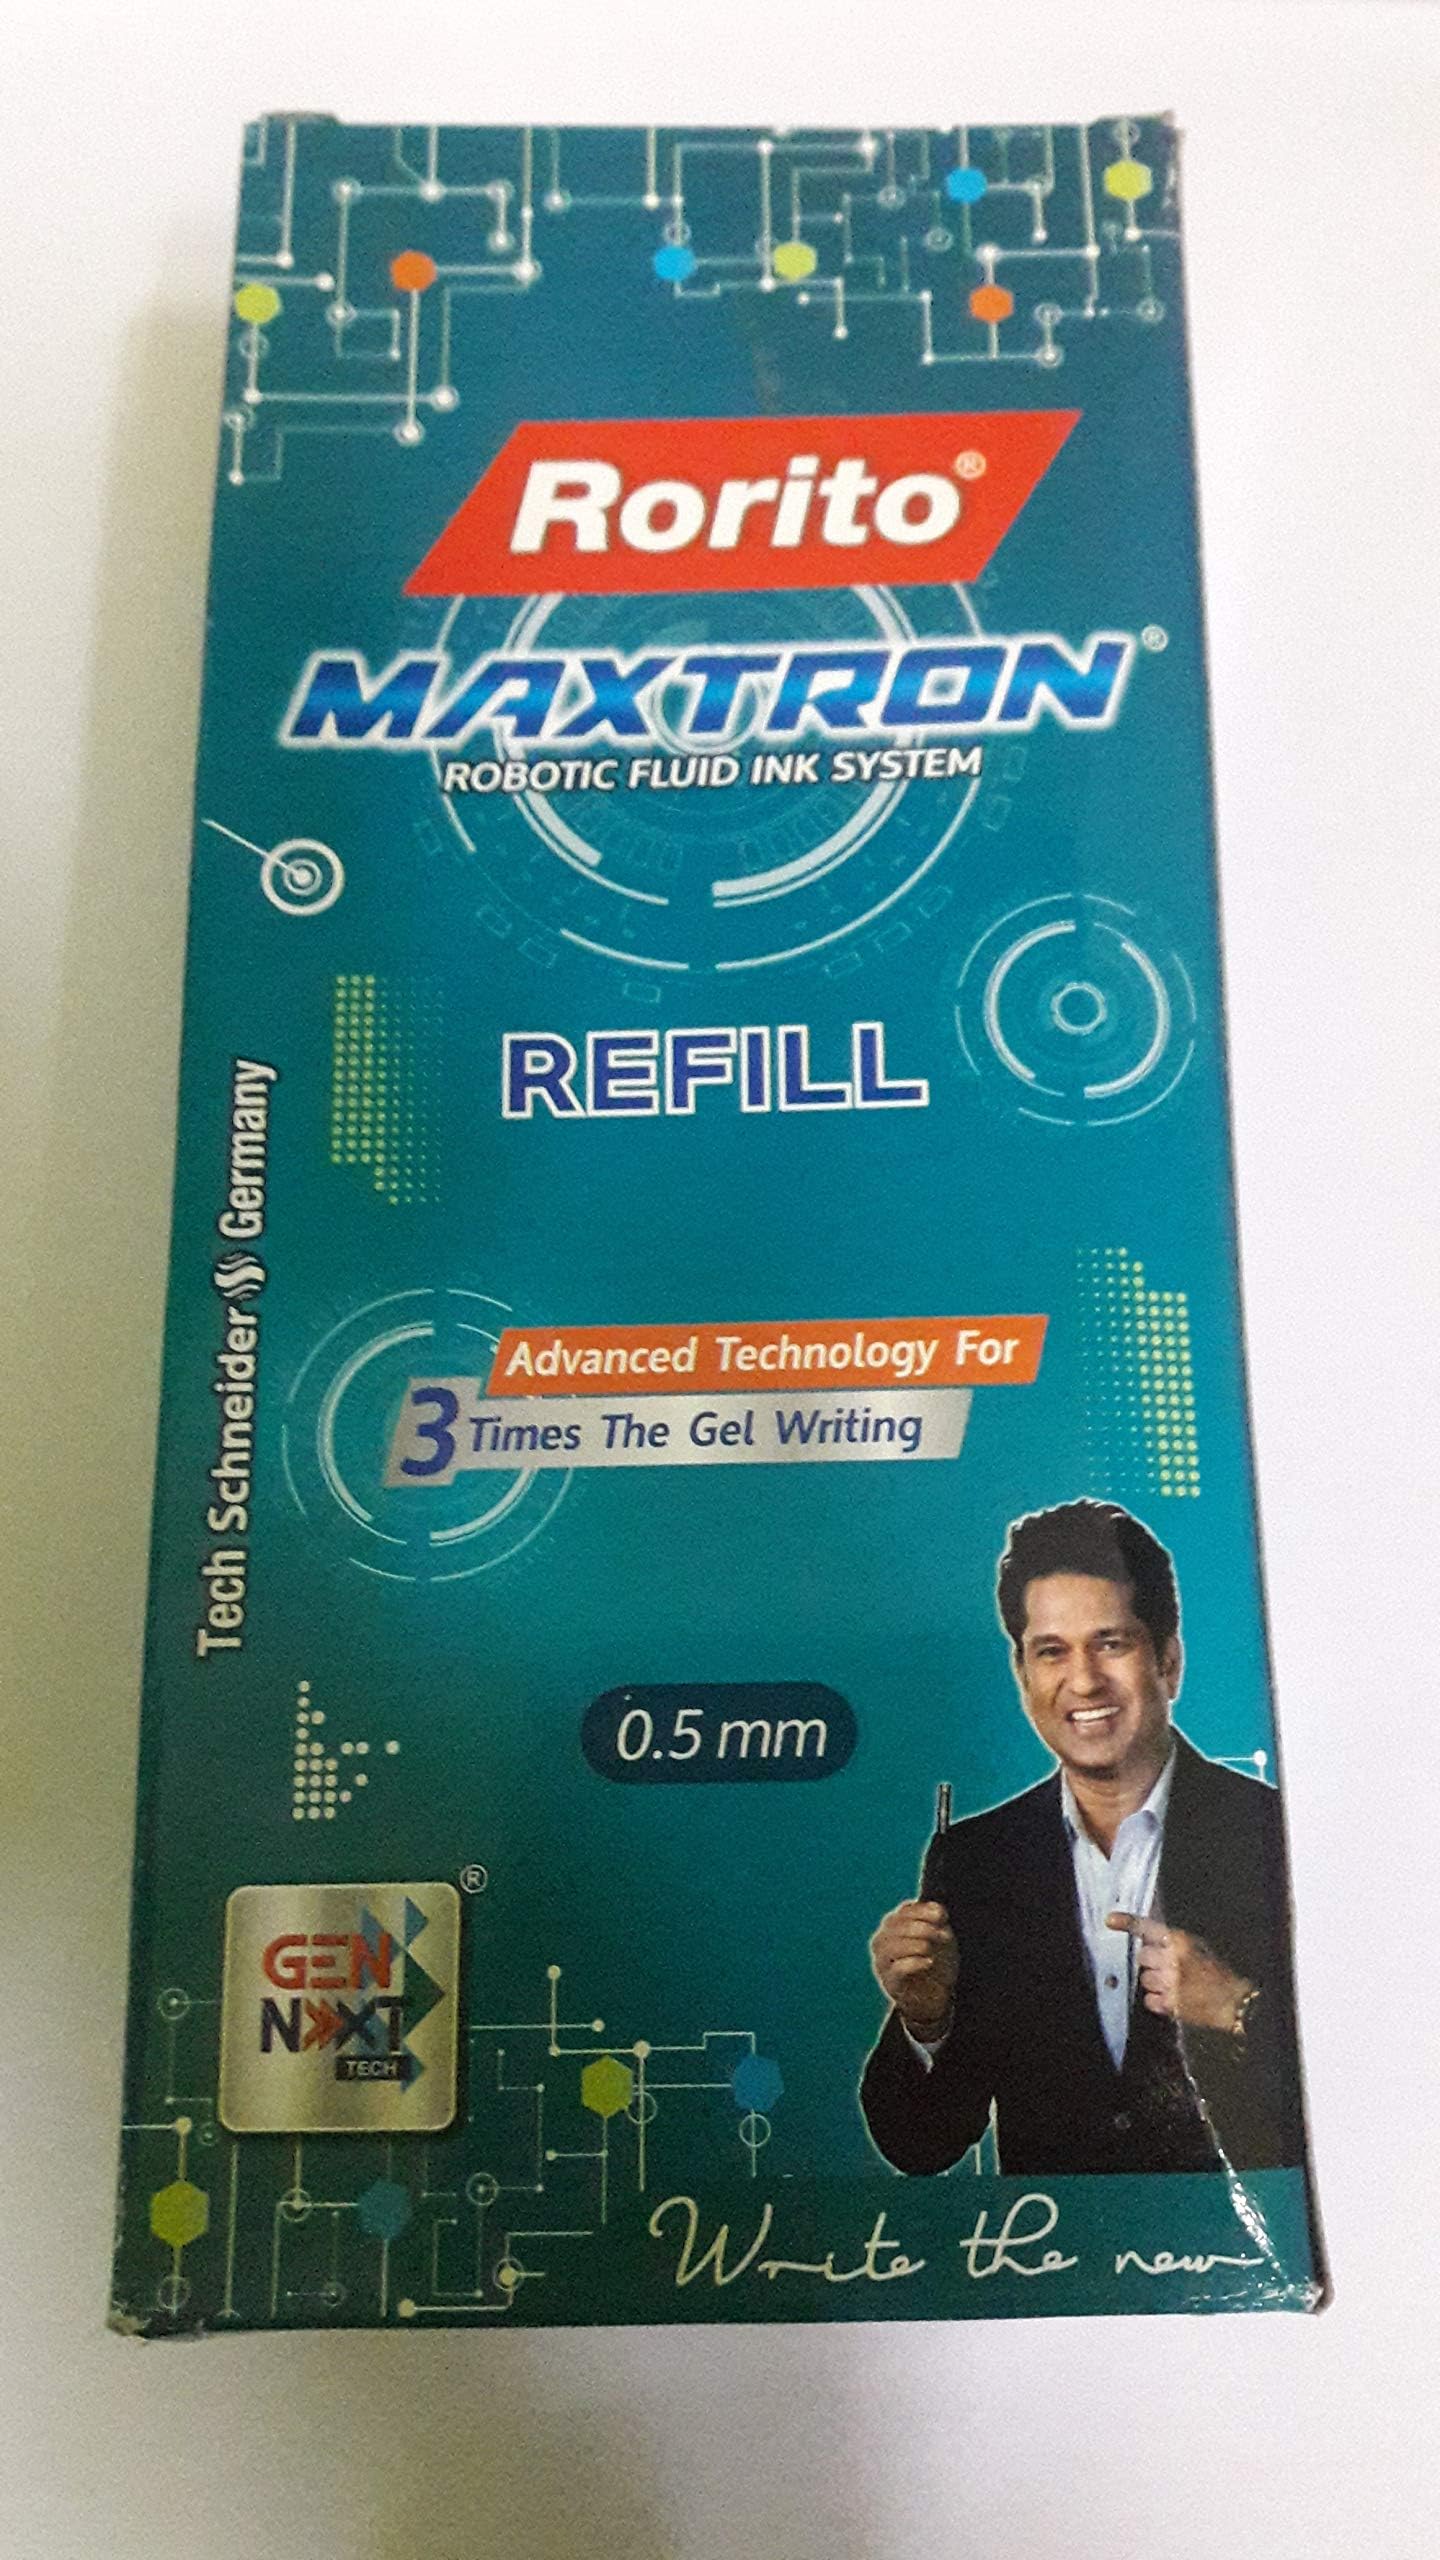 Rorito®
MAXTRON®
ROBOTIC FLUID INK SYSTEM
REFILL
Tech Schneider Germany
Advanced Technology For
3 Times The Gel Writing
0.5 mm
®
GEN
NEXT
TECH
Write the new